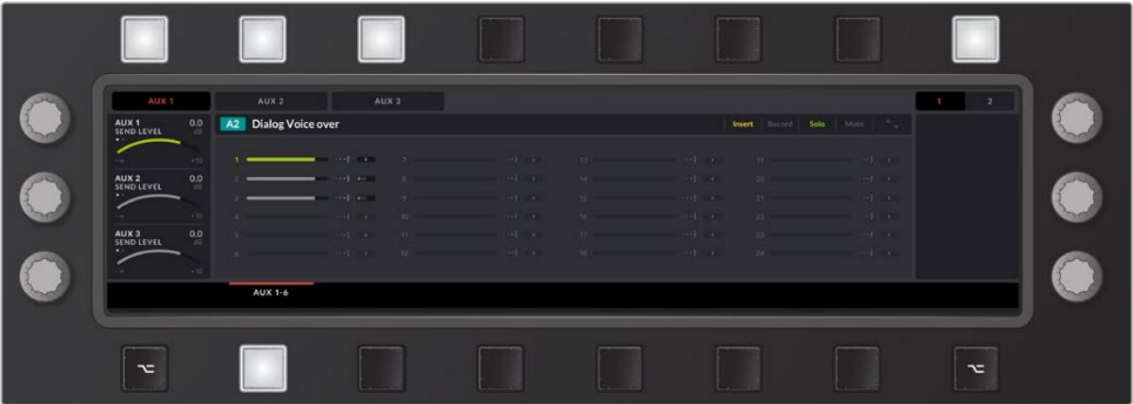 AUX 1 AUX 2 AUX 3 1 2
AUX 1 0.0
SEND LEVEL dB
-∞ +10
AUX 2 0.0
SEND LEVEL dB
-∞ +10
AUX 3 0.0
SEND LEVEL dB
-∞ +10
A2 Dialog Voice over Insert Record Solo Mute
1 7 13 19
2 8 14 20
3 9 15 21
4 10 16 22
5 11 17 23
6 12 18 24
AUX 1-6